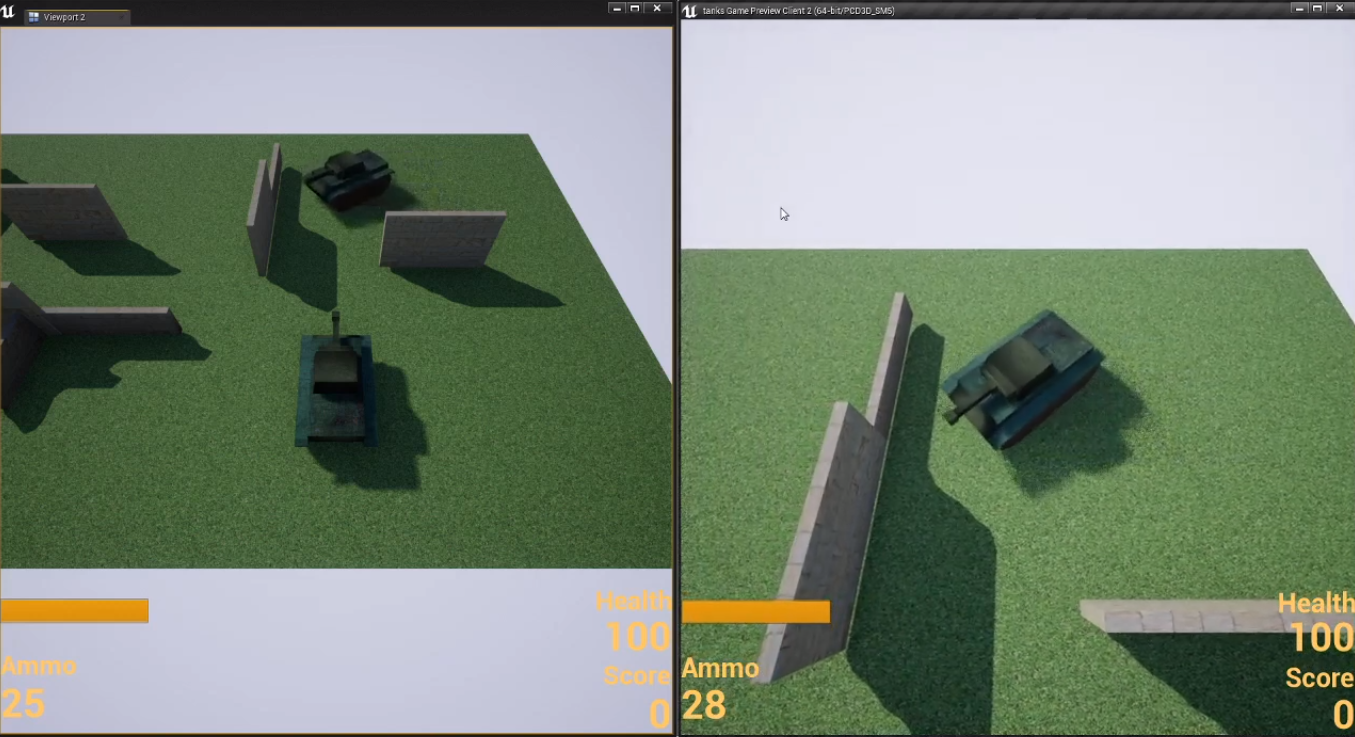 Viewport 2
Health
100
Ammo
Score
25
0
tanks Game Preview Client 2 (64-bit/PCD3D_SM5)
Health
100
Ammo
Score
28
0